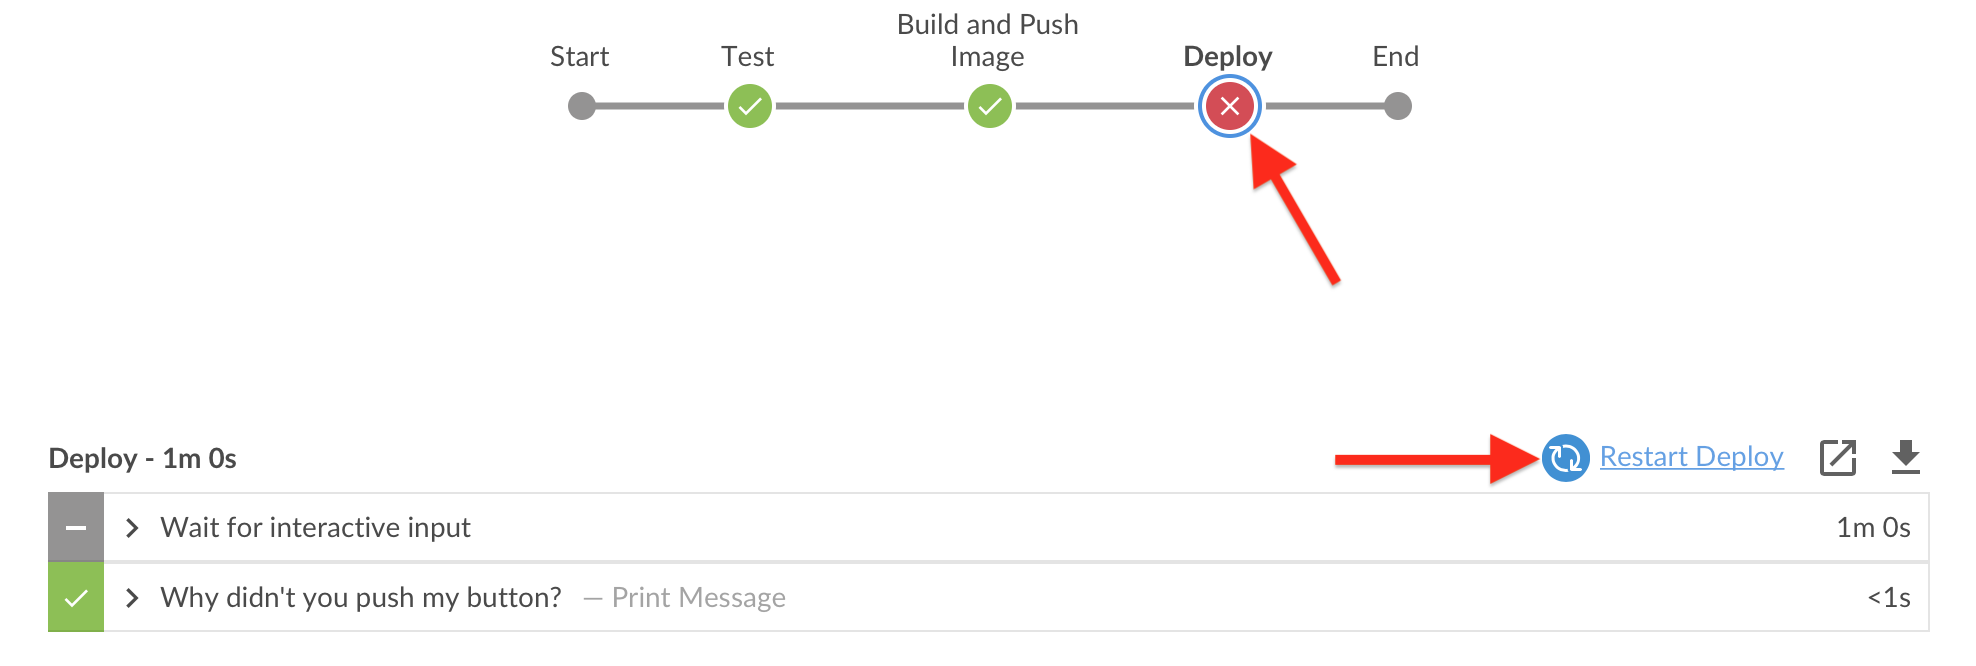 Start
Test
Build and Push
Image
Deploy
End
Deploy - 1m 0s
Restart Deploy
Wait for interactive input
1m 0s
Why didn't you push my button? — Print Message
<1s